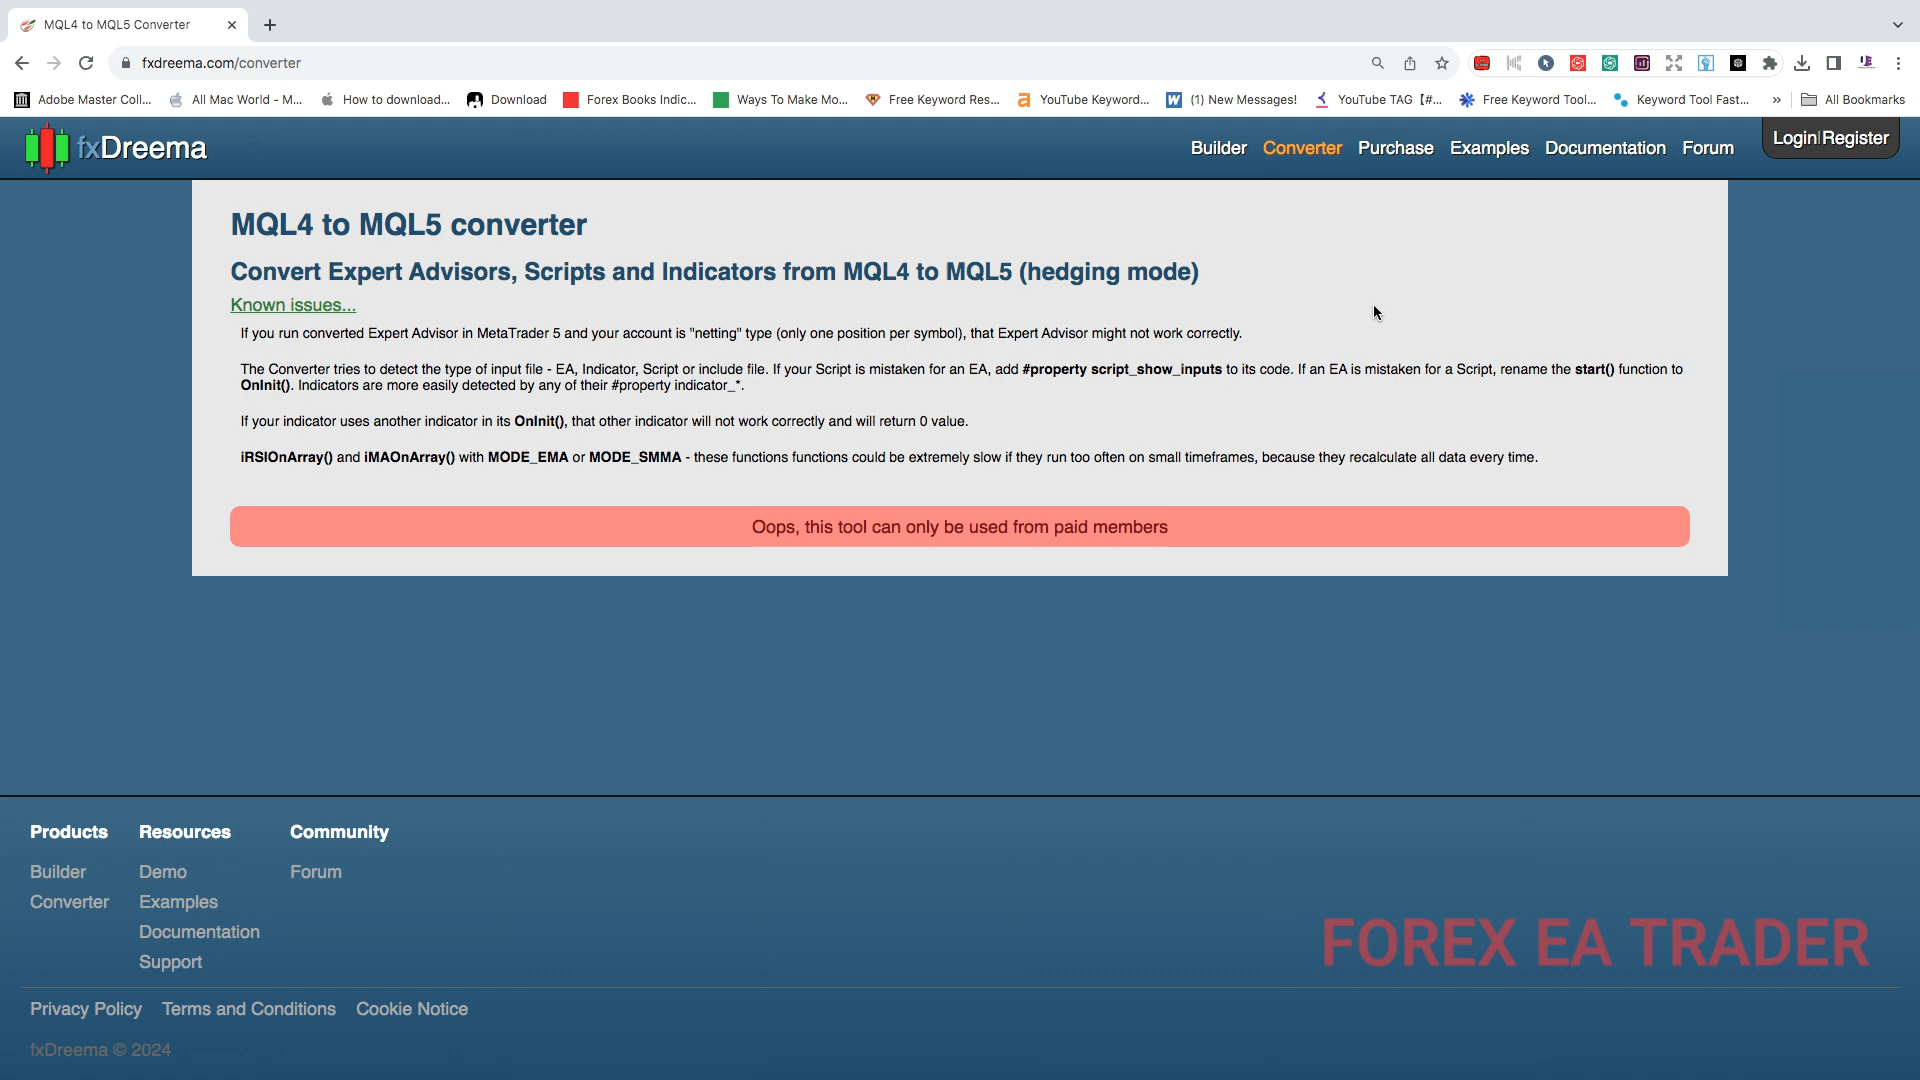 MQL4 to MQL5 Converter
fxdreema.com/converter
Adobe Master Coll...
All Mac World - M...
How to download...
Download
Forex Books Indic...
Ways To Make Mo...
Free Keyword Res...
YouTube Keyword...
(1) New Messages!
YouTube TAG【#...
Free Keyword Tool...
Keyword Tool Fast...
»
All Bookmarks
fxDreema
Builder
Converter
Purchase
Examples
Documentation
Forum
Login|Register
MQL4 to MQL5 converter
Convert Expert Advisors, Scripts and Indicators from MQL4 to MQL5 (hedging mode)
Known issues...
If you run converted Expert Advisor in MetaTrader 5 and your account is "netting" type (only one position per symbol), that Expert Advisor might not work correctly.
The Converter tries to detect the type of input file - EA, Indicator, Script or include file. If your Script is mistaken for an EA, add #property script_show_inputs to its code. If an EA is mistaken for a Script, rename the start() function to
OnInit(). Indicators are more easily detected by any of their #property indicator_*.
If your indicator uses another indicator in its OnInit(), that other indicator will not work correctly and will return 0 value.
iRSIOnArray() and iMAOnArray() with MODE_EMA or MODE_SMMA - these functions functions could be extremely slow if they run too often on small timeframes, because they recalculate all data every time.
Oops, this tool can only be used from paid members
Products
Builder
Converter
Resources
Demo
Examples
Documentation
Support
Community
Forum
FOREX EA TRADER
Privacy Policy
Terms and Conditions
Cookie Notice
fxDreema © 2024